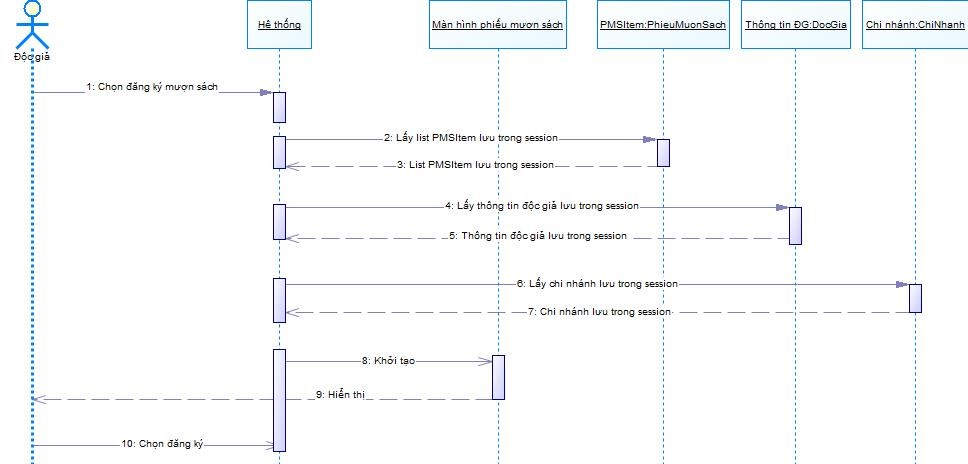 Hệ thống
Màn hình phiếu mượn sách
PMSItem:PhieuMuonSach
Thông tin ĐG:DocGia
Chi nhánh:ChiNhanh
Độc giả
1: Chọn đăng ký mượn sách
2: Lấy list PMSItem lưu trong session
3: List PMSItem lưu trong session
4: Lấy thông tin độc giả lưu trong session
5: Thông tin độc giả lưu trong session
6: Lấy chi nhánh lưu trong session
7: Chi nhánh lưu trong session
8: Khởi tạo
9: Hiển thị
10: Chọn đăng ký